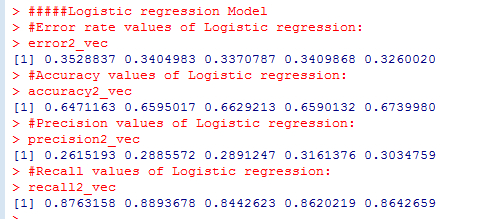 > #####Logistic regression Model
> #Error rate values of Logistic regression:
> error2_vec
[1] 0.3528837 0.3404983 0.3370787 0.3409868 0.3260020
> #Accuracy values of Logistic regression:
> accuracy2_vec
[1] 0.6471163 0.6595017 0.6629213 0.6590132 0.6739980
> #Precision values of Logistic regression:
> precision2_vec
[1] 0.2615193 0.2885572 0.2891247 0.3161376 0.3034759
> #Recall values of Logistic regression:
> recall2_vec
[1] 0.8763158 0.8893678 0.8442623 0.8620219 0.8642659
>